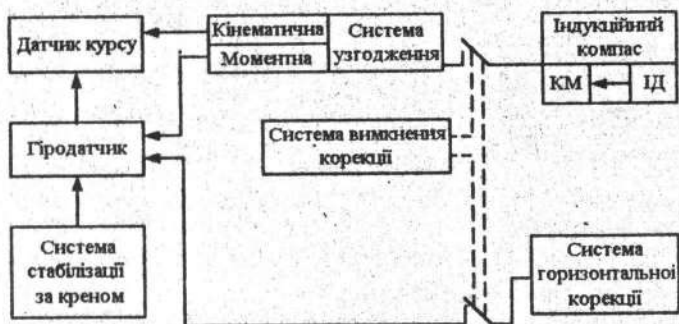 Датчик курсу
Кінематична
Моментна
Система
узгодження
Індукційний
компас
КМ
ІД
Гіродатчик
Система вимкнення
корекції
Система
стабілізації
за креном
Система
горизонтальної
корекції